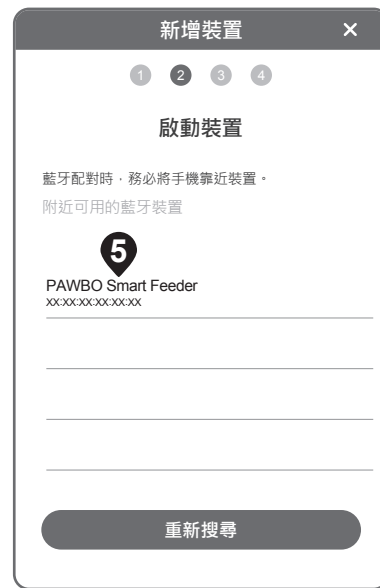 新增裝置 ×
1 2 3 4
啟動裝置
藍牙配對時，務必將手機靠近裝置。
附近可用的藍牙裝置
5
PAWBO Smart Feeder
xx:xx:xx:xx:xx:xx
重新搜尋